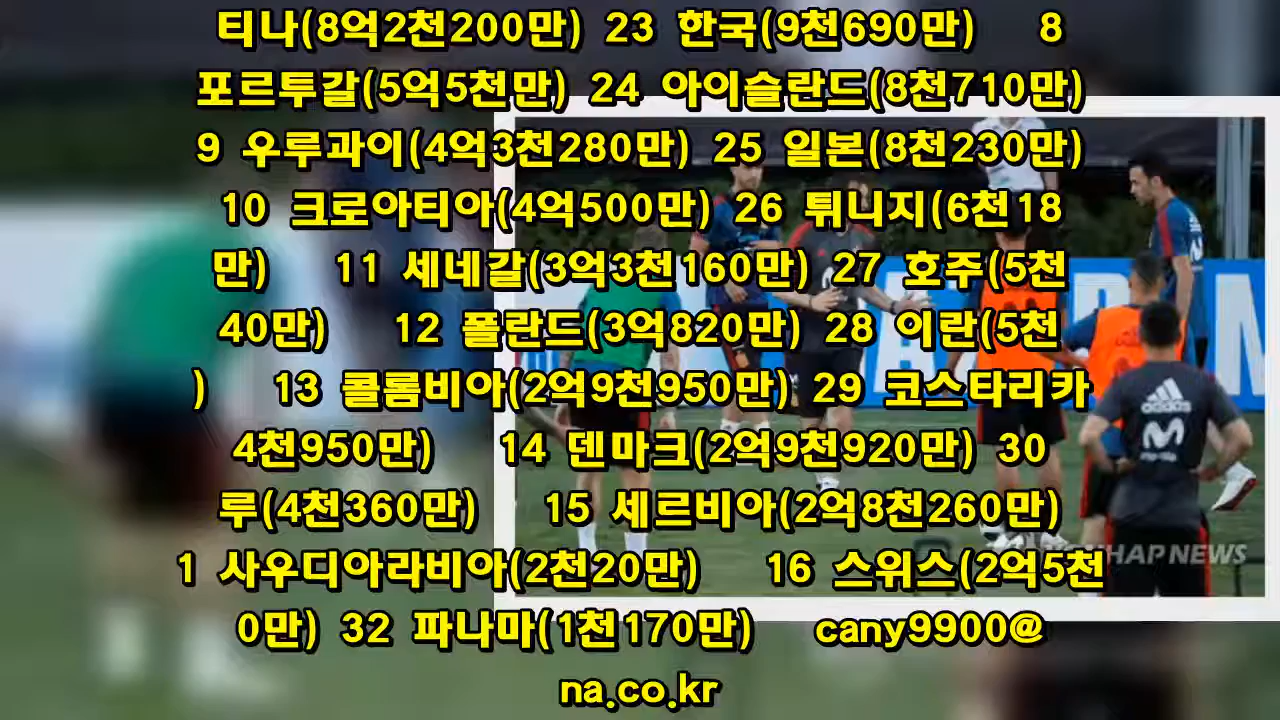 티나(8억2천200만) 23 한국(9천690만) 8
포르투갈(5억5천만) 24 아이슬란드(8천710만)
9 우루과이(4억3천280만) 25 일본(8천230만)
10 크로아티아(4억500만) 26 튀니지(6천18
만) 11 세네갈(3억3천160만) 27 호주(5천
40만) 12 폴란드(3억820만) 28 이란(5천
) 13 콜롬비아(2억9천950만) 29 코스타리카
4천950만) 14 덴마크(2억9천920만) 30
루(4천360만) 15 세르비아(2억8천260만)
1 사우디아라비아(2천20만) 16 스위스(2억5천
0만) 32 파나마(1천170만) cany9900@
na.co.kr
adidas
HAP NEWS